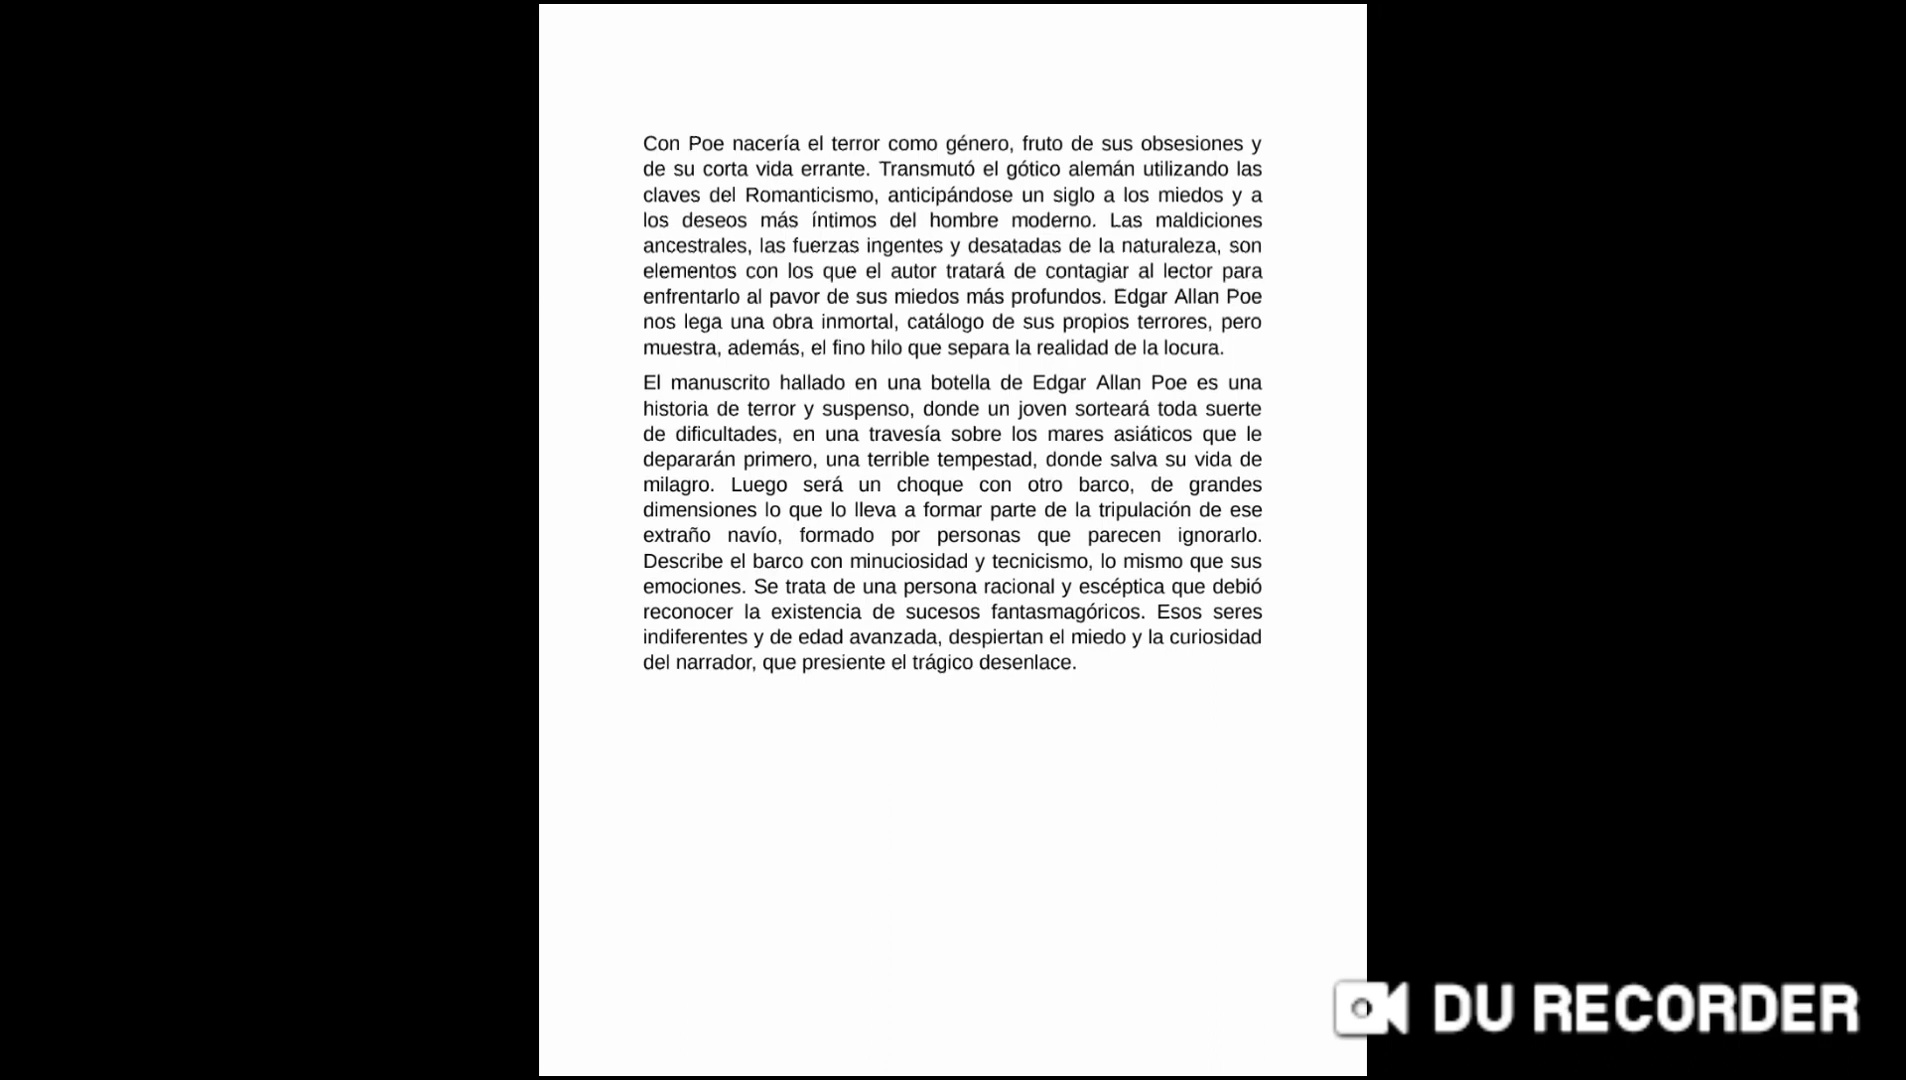 Con Poe nacería el terror como género, fruto de sus obsesiones y
de su corta vida errante. Transmutó el gótico alemán utilizando las
claves del Romanticismo, anticipándose un siglo a los miedos y a
los deseos más íntimos del hombre moderno. Las maldiciones
ancestrales, las fuerzas ingentes y desatadas de la naturaleza, son
elementos con los que el autor tratará de contagiar al lector para
enfrentarlo al pavor de sus miedos más profundos. Edgar Allan Poe
nos lega una obra inmortal, catálogo de sus propios terrores, pero
muestra, además, el fino hilo que separa la realidad de la locura.
El manuscrito hallado en una botella de Edgar Allan Poe es una
historia de terror y suspenso, donde un joven sorteará toda suerte
de dificultades, en una travesía sobre los mares asiáticos que le
depararán primero, una terrible tempestad, donde salva su vida de
milagro. Luego será un choque con otro barco, de grandes
dimensiones lo que lo lleva a formar parte de la tripulación de ese
extraño navío, formado por personas que parecen ignorarlo.
Describe el barco con minuciosidad y tecnicismo, lo mismo que sus
emociones. Se trata de una persona racional y escéptica que debió
reconocer la existencia de sucesos fantasmagóricos. Esos seres
indiferentes y de edad avanzada, despiertan el miedo y la curiosidad
del narrador, que presiente el trágico desenlace.
DU RECORDER